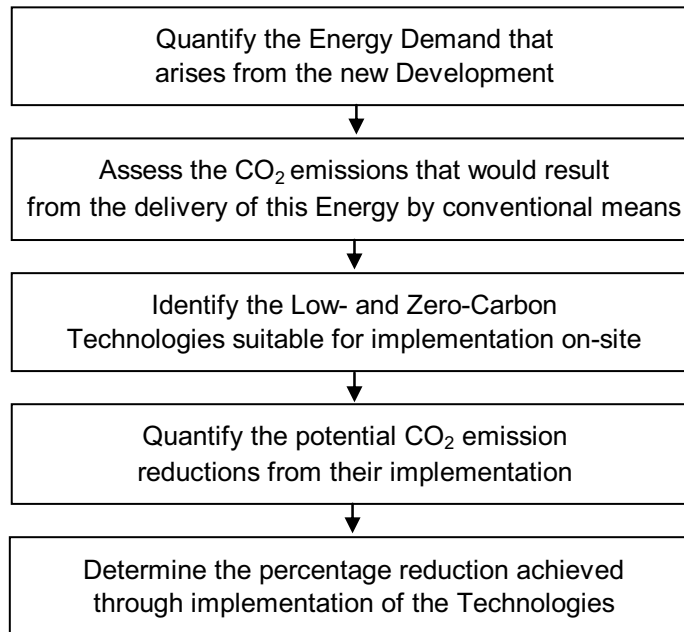 Quantify the Energy Demand that
arises from the new Development
Assess the CO₂ emissions that would result
from the delivery of this Energy by conventional means
Identify the Low- and Zero-Carbon
Technologies suitable for implementation on-site
Quantify the potential CO₂ emission
reductions from their implementation
Determine the percentage reduction achieved
through implementation of the Technologies